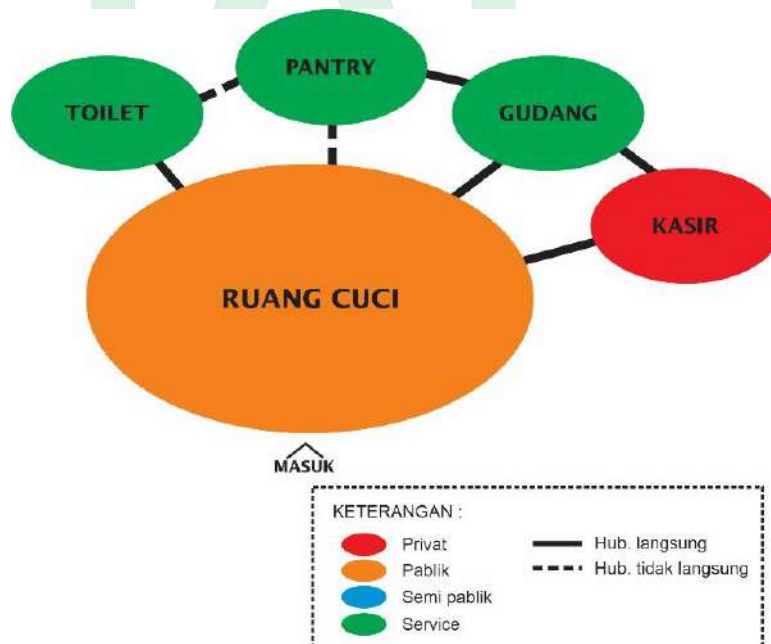 PANTRY
TOILET
GUDANG
KASIR
RUANG CUCI
MASUK
KETERANGAN :
Privat
Pablik
Semi pablik
Service
Hub. langsung
Hub. tidak langsung